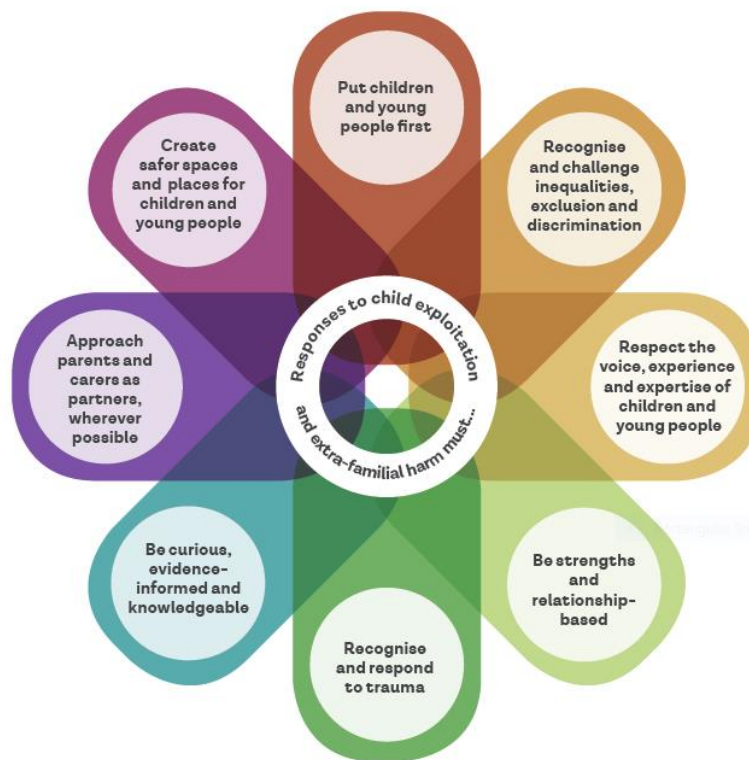 Put children
and young
people first
Recognise
and challenge
inequalities,
exclusion and
discrimination
Respect the
voice, experience
and expertise of
children and
young people
Be strengths
and
relationship-
based
Recognise
and respond
to trauma
Be curious,
evidence-
informed and
knowledgeable
Approach
parents and
carers as
partners,
wherever
possible
Create
safer spaces
and places for
children and
young people
Responses to child exploitation
and extra-familial harm must...